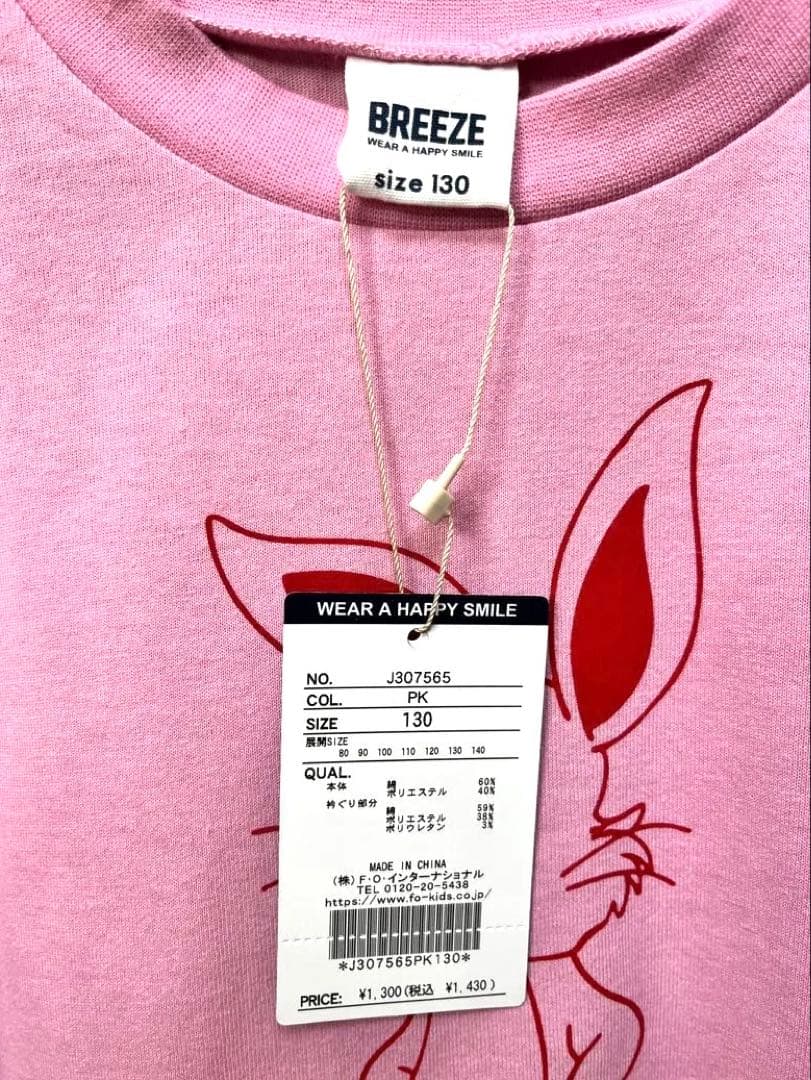 BREEZE
WEAR A HAPPY SMILE
size 130
WEAR A HAPPY SMILE
NO. J307565
COL. PK
SIZE 130
展開SIZE
80 90 100 110 120 130 140
QUAL.
本体 綿 60%
ポリエステル 40%
衿ぐり部分
綿 59%
ポリエステル 38%
ポリウレタン 3%
MADE IN CHINA
(株)F・O・インターナショナル
TEL 0120-20-5438
https://www.fo-kids.co.jp/
*J307565PK130*
PRICE: ¥1,300(税込 ¥1,430)